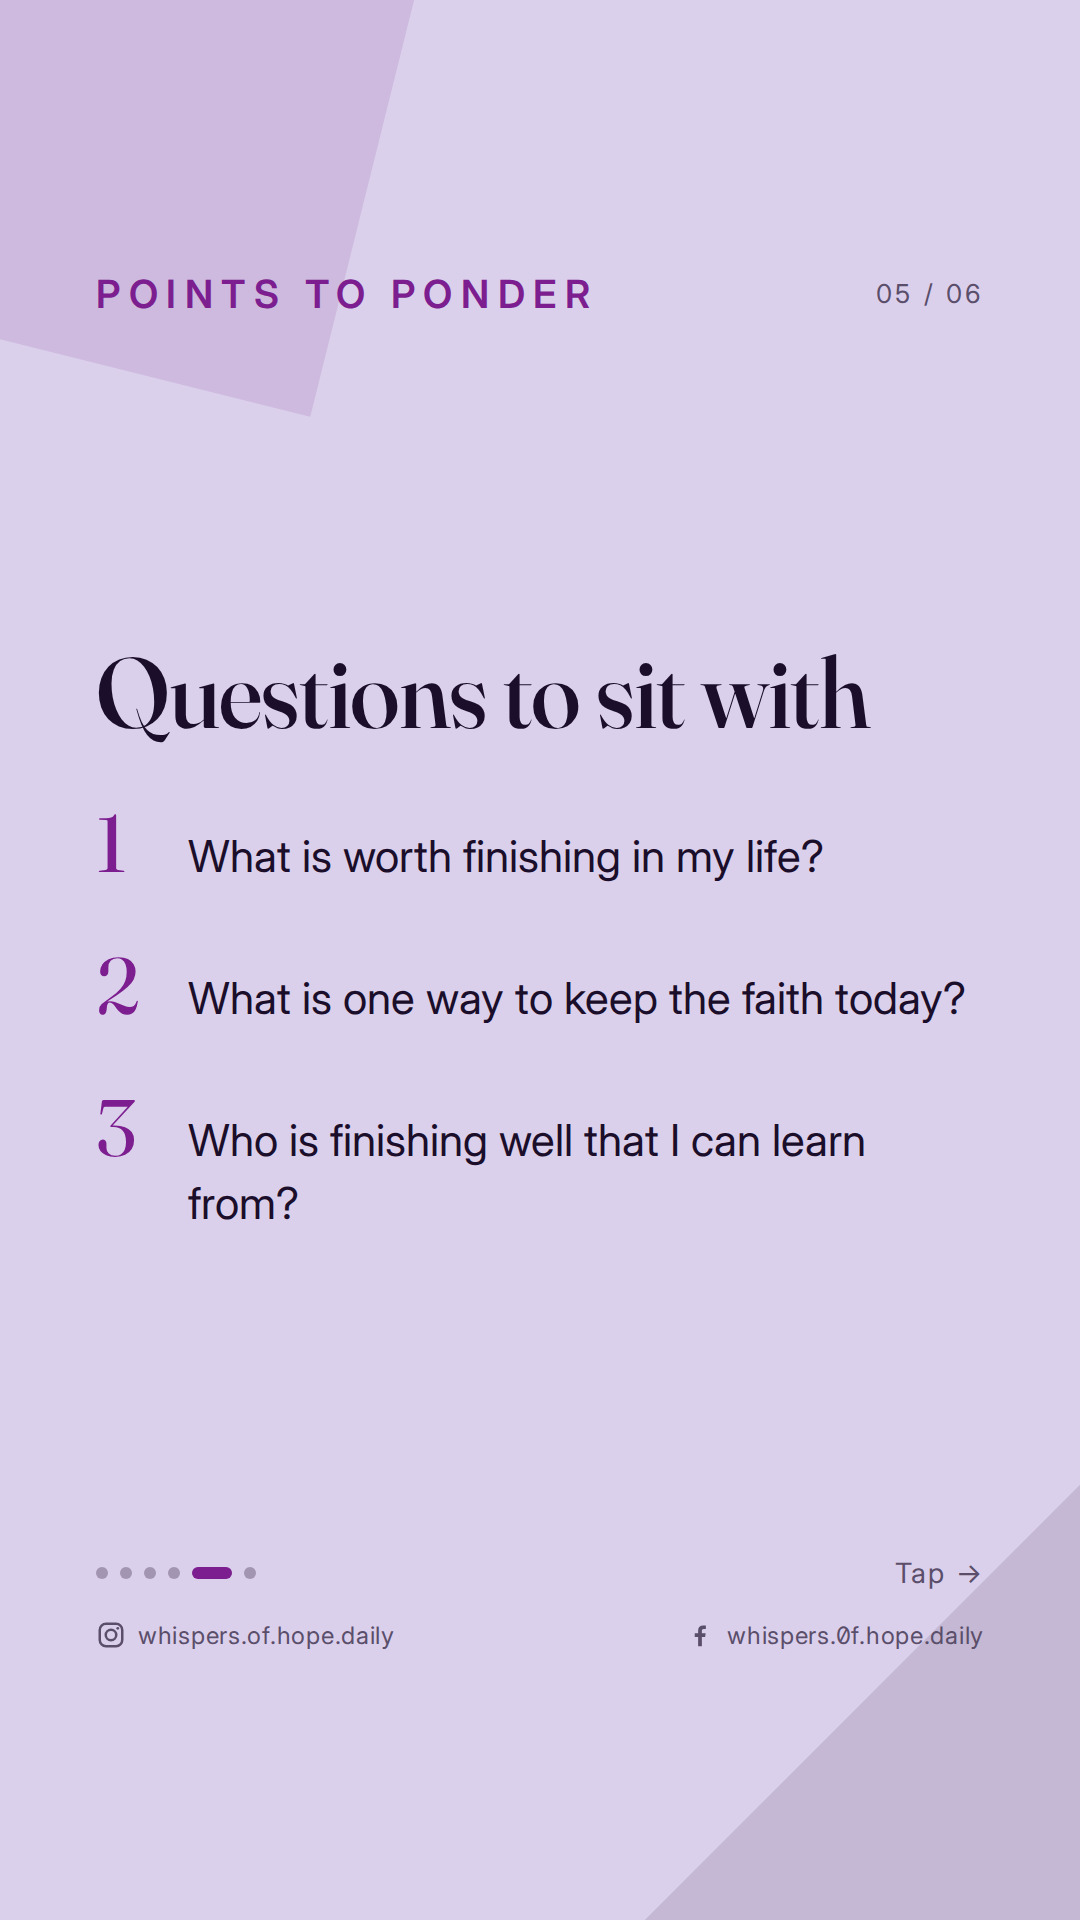 POINTS TO PONDER
05 / 06
Questions to sit with
1 What is worth finishing in my life?
2 What is one way to keep the faith today?
3 Who is finishing well that I can learn
from?
Tap →
whispers.of.hope.daily
whispers.0f.hope.daily